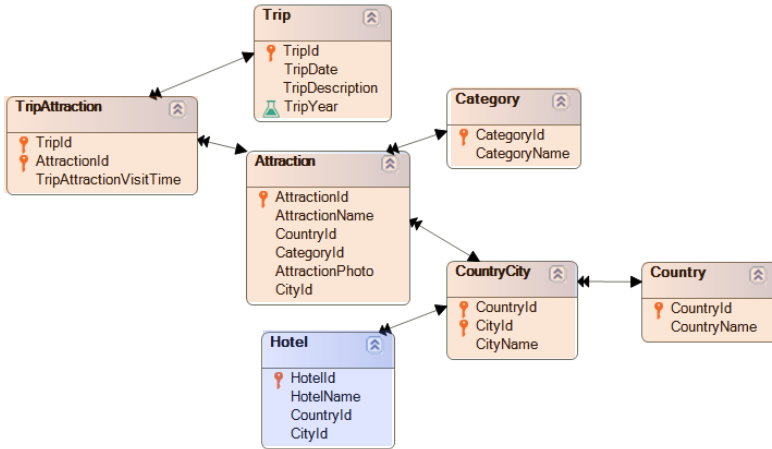 Trip
TripId
TripDate
TripDescription
TripYear
TripAttraction
TripId
AttractionId
TripAttractionVisitTime
Category
CategoryId
CategoryName
Attraction
AttractionId
AttractionName
CountryId
CategoryId
AttractionPhoto
CityId
CountryCity
CountryId
CityId
CityName
Country
CountryId
CountryName
Hotel
HotelId
HotelName
CountryId
CityId